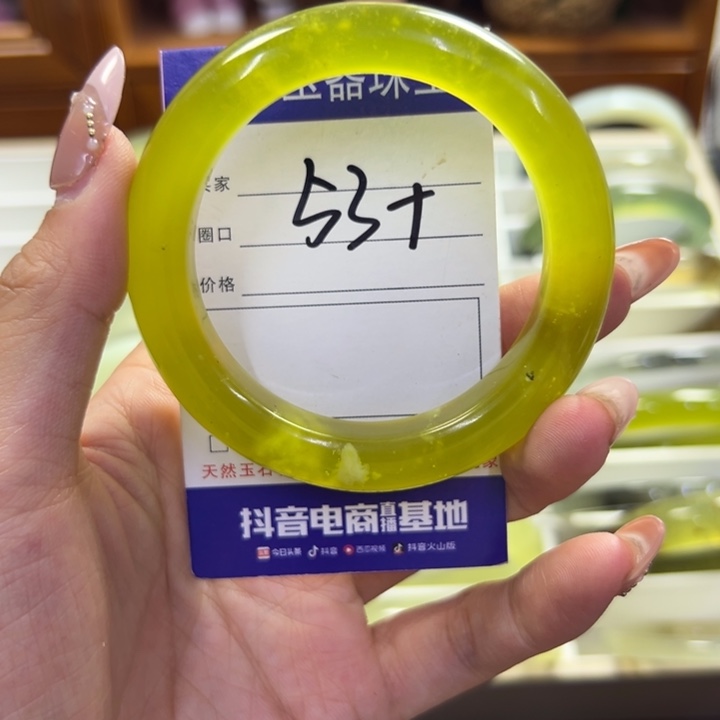 玉器珠宝
卖家
圈口 53+
价格
天然玉石
抖音电商直播基地
今日头条 抖音 西瓜视频 抖音火山版